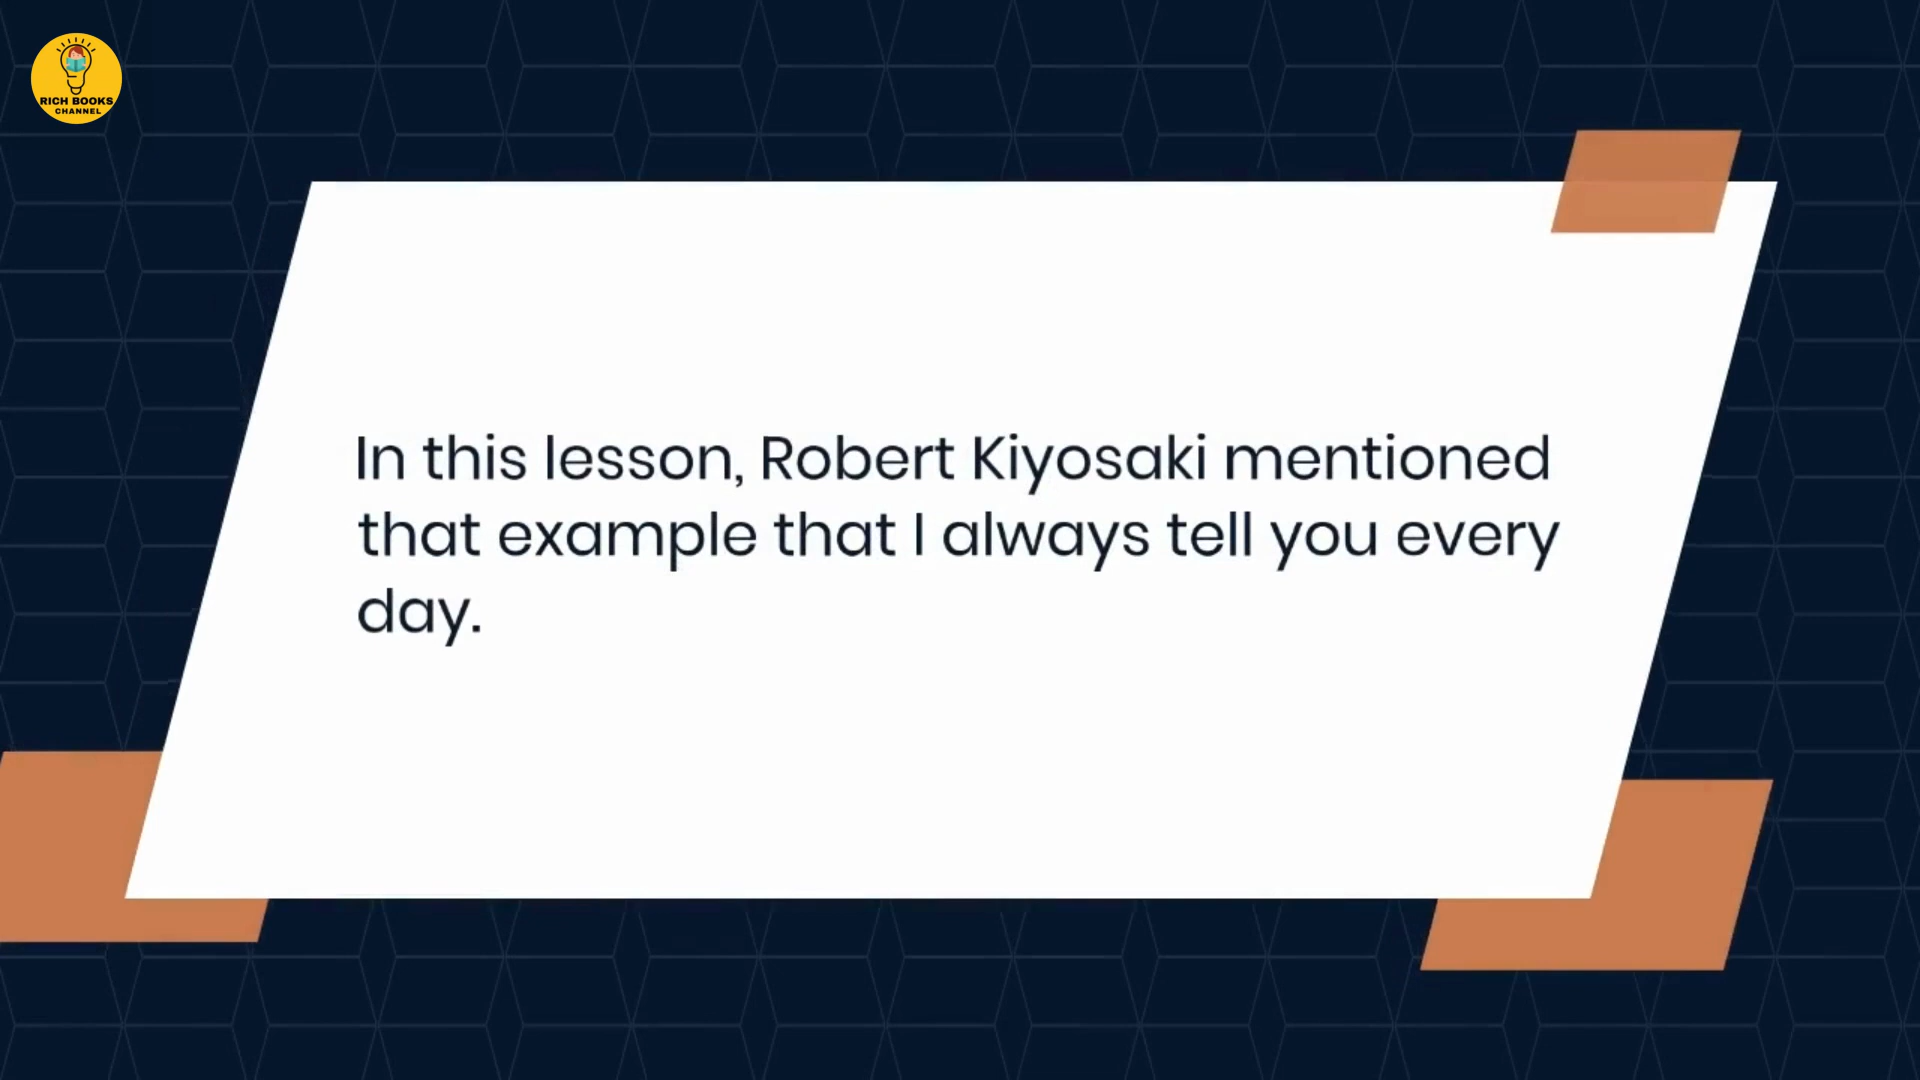 RICH BOOKS
CHANNEL
In this lesson, Robert Kiyosaki mentioned
that example that I always tell you every
day.